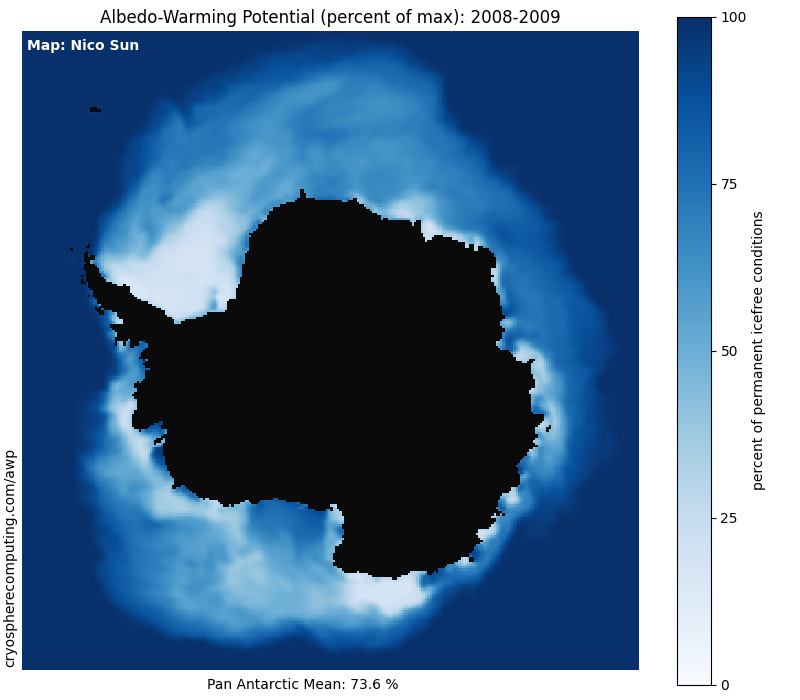 Albedo-Warming Potential (percent of max): 2008-2009
Map: Nico Sun
100
75
50
25
0
percent of permanent icefree conditions
cryospherecomputing.com/awp
Pan Antarctic Mean: 73.6 %